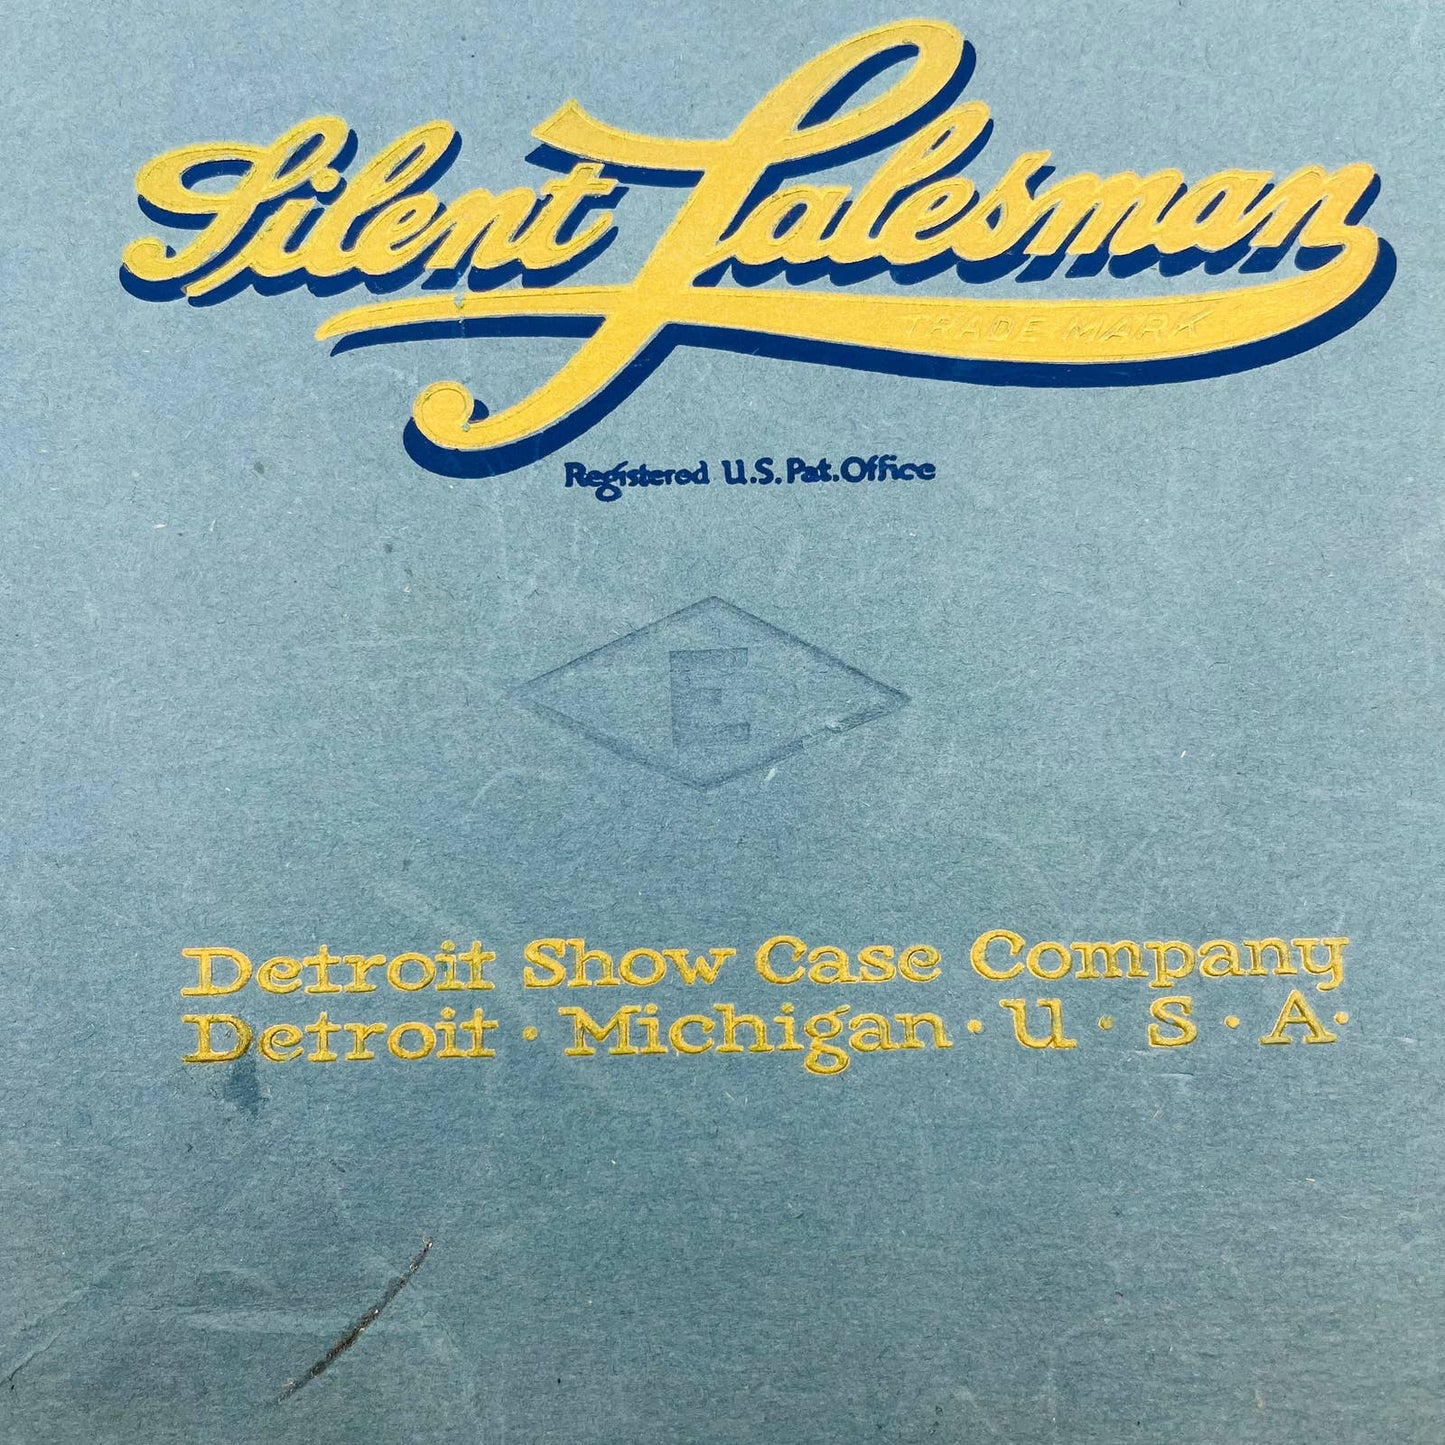 Silent Salesman
TRADE MARK
Registered U.S. Pat. Office
E
Detroit Show Case Company
Detroit · Michigan · U · S · A ·